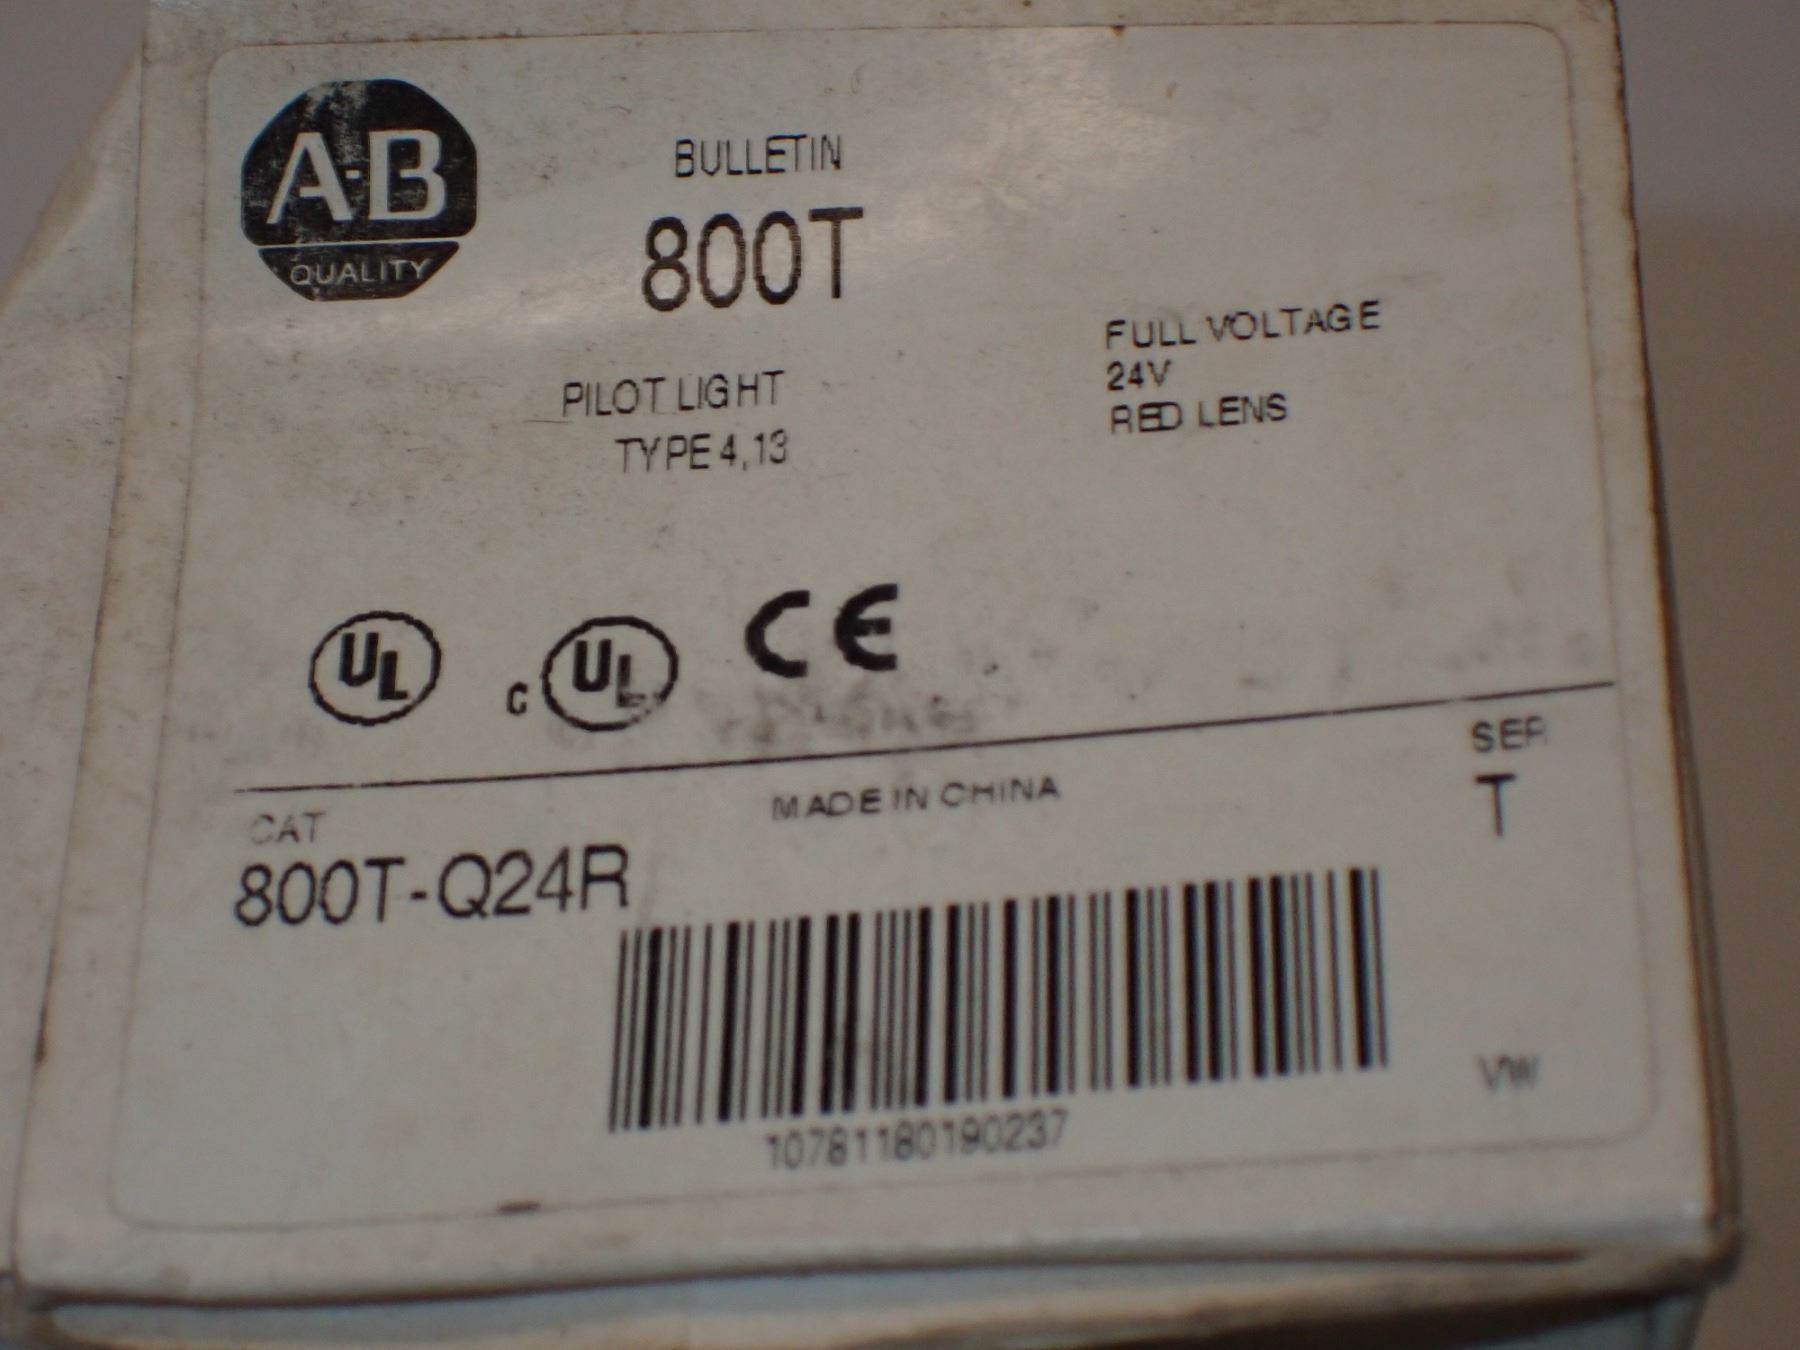 A-B
QUALITY
BULLETIN
800T
PILOT LIGHT
TYPE 4,13
FULL VOLTAGE
24V
RED LENS
UL
C UL
CE
SER
T
MADE IN CHINA
CAT
800T-Q24R
10781180190237
VW